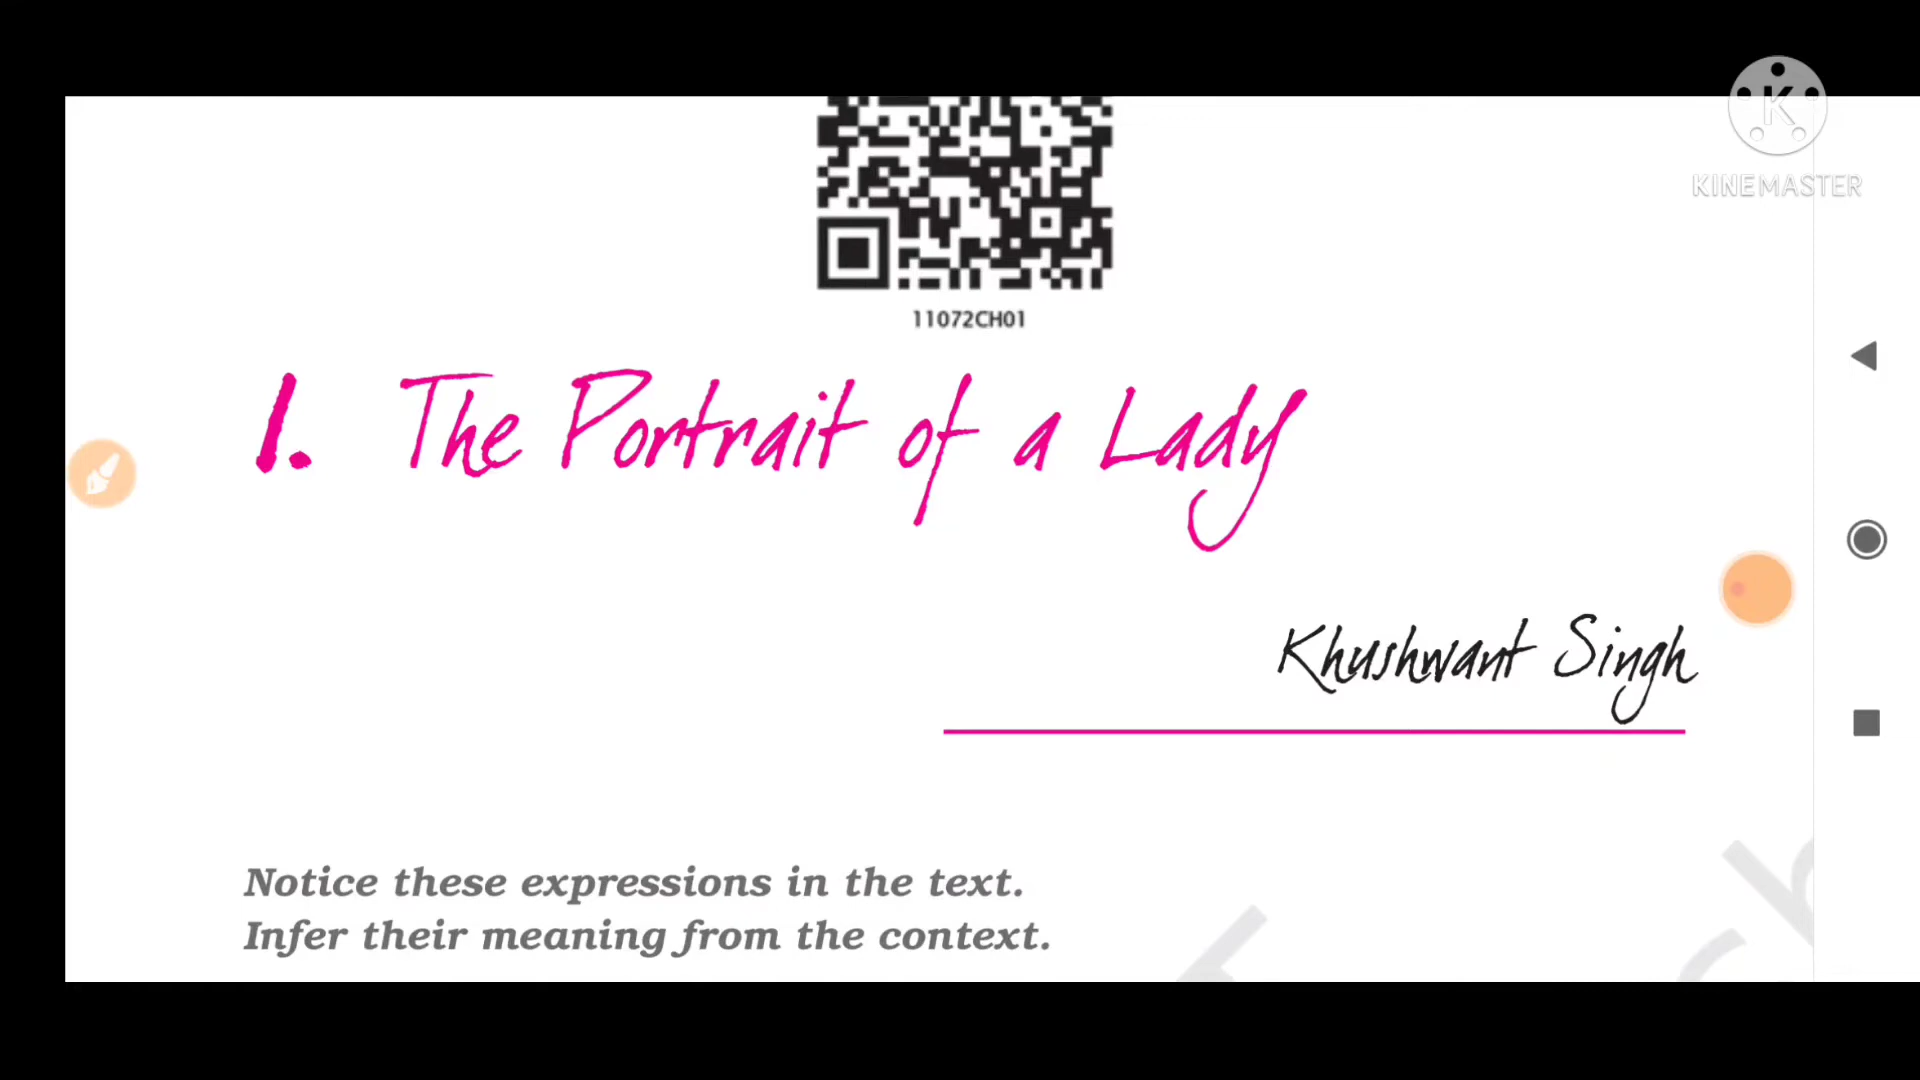 K
KINEMASTER
11072CH01
1. The Portrait of a Lady
Khushwant Singh
Notice these expressions in the text.
Infer their meaning from the context.